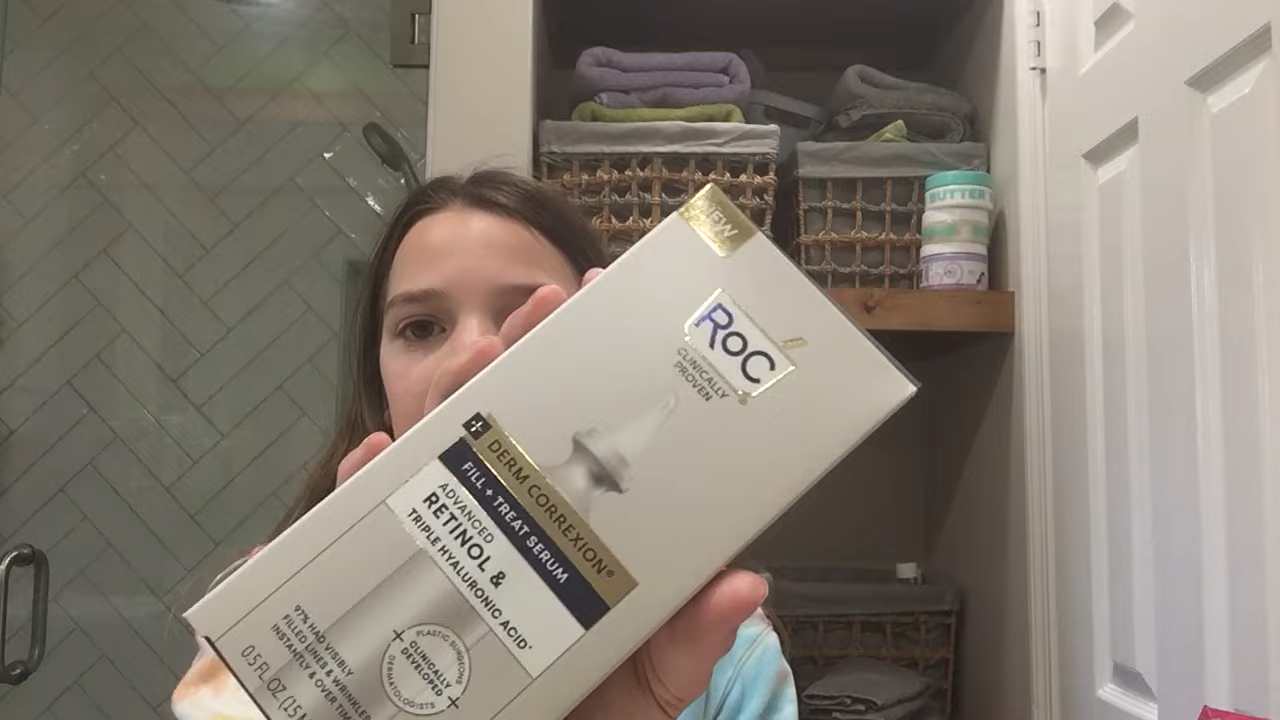 NEW
RoC
CLINICALLY
PROVEN
DERM CORREXION®
FILL + TREAT SERUM
ADVANCED
RETINOL &
TRIPLE HYALURONIC ACID*
PLASTIC SURGEONS
CLINICALLY
DEVELOPED
DERMATOLOGISTS
97% HAD VISIBLY
FILLED LINES & WRINKLES
INSTANTLY & OVER
0.5 FL OZ (15
BUTTER